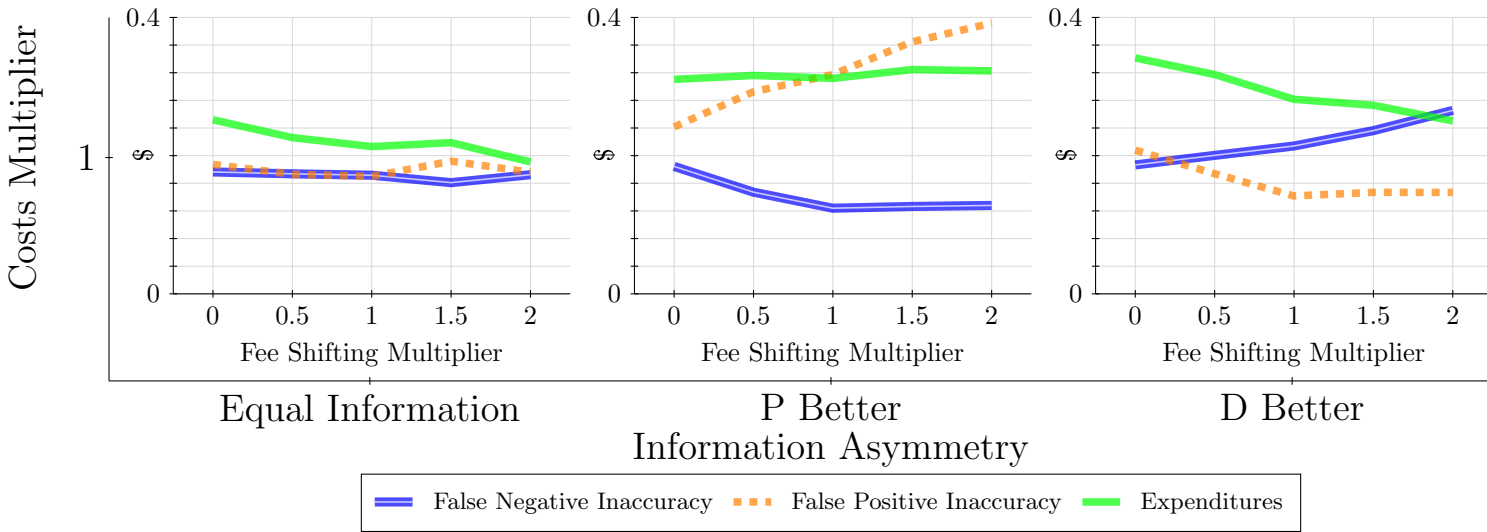 Costs Multiplier
1
0.4
$
0
0 0.5 1 1.5 2
Fee Shifting Multiplier
0.4
$
0
0 0.5 1 1.5 2
Fee Shifting Multiplier
0.4
$
0
0 0.5 1 1.5 2
Fee Shifting Multiplier
Equal Information P Better D Better
Information Asymmetry
False Negative Inaccuracy False Positive Inaccuracy Expenditures